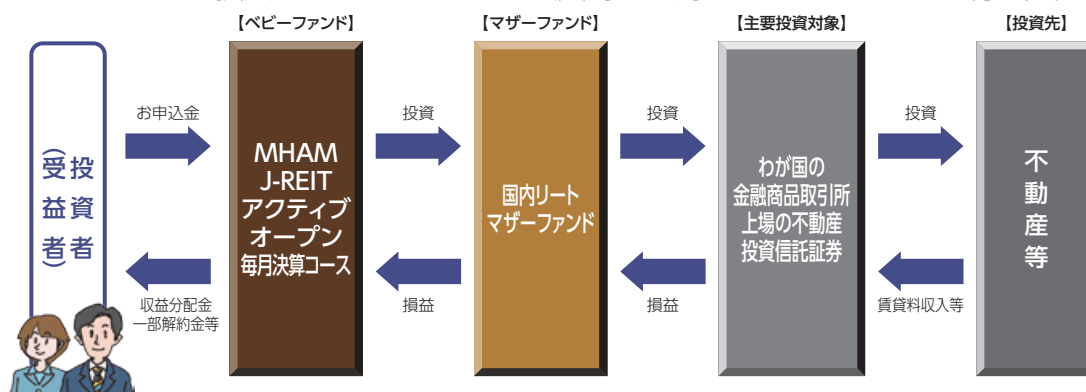 【ベビーファンド】
【マザーファンド】
【主要投資対象】
【投資先】
投資者
（受益者）
お申込金
収益分配金
一部解約金等
MHAM
J-REIT
アクティブ
オープン
毎月決算コース
投資
損益
国内リート
マザーファンド
投資
損益
わが国の
金融商品取引所
上場の不動産
投資信託証券
投資
賃貸料収入等
不動産等